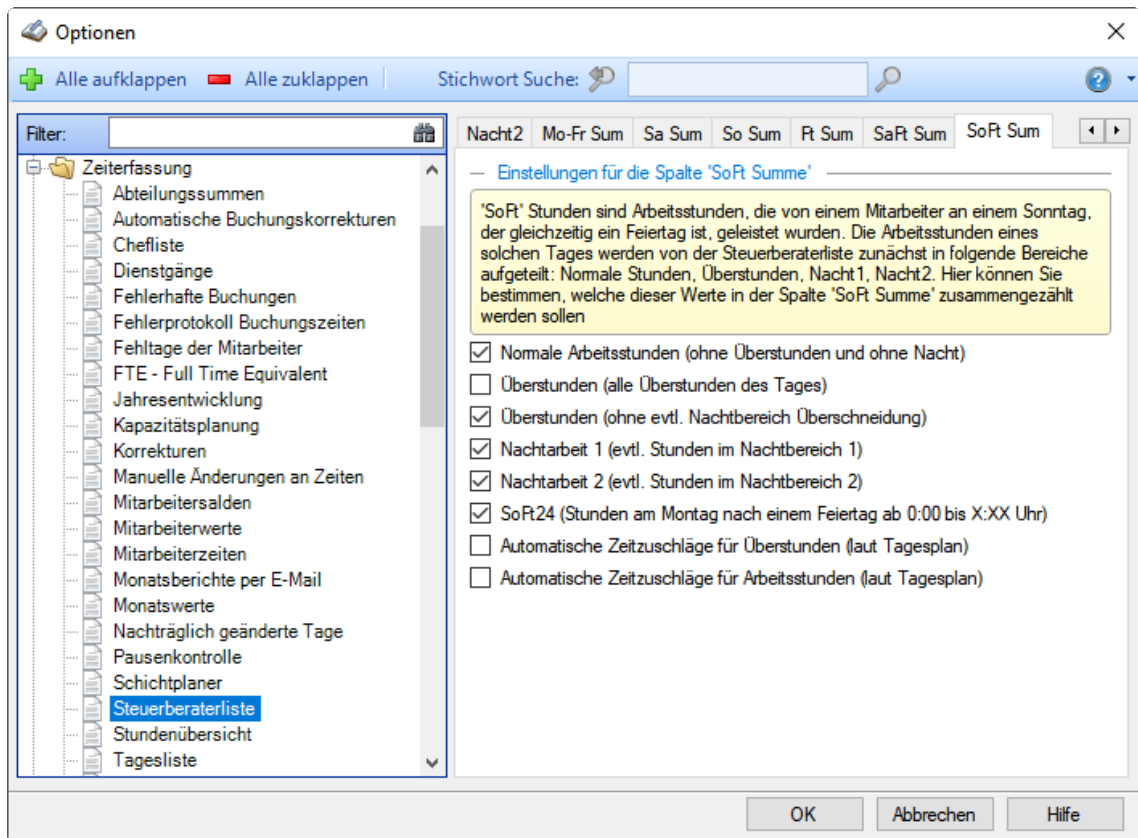 Optionen
Alle aufklappen
Alle zuklappen
Stichwort Suche:
Filter:
Zeiterfassung
Abteilungssummen
Automatische Buchungskorrekturen
Chefliste
Dienstgänge
Fehlerhafte Buchungen
Fehlerprotokoll Buchungszeiten
Fehltage der Mitarbeiter
FTE - Full Time Equivalent
Jahresentwicklung
Kapazitätsplanung
Korrekturen
Manuelle Änderungen an Zeiten
Mitarbeitersalden
Mitarbeiterwerte
Mitarbeiterzeiten
Monatsberichte per E-Mail
Monatswerte
Nachträglich geänderte Tage
Pausenkontrolle
Schichtplaner
Steuerberaterliste
Stundenübersicht
Tagesliste
Nacht2 Mo-Fr Sum Sa Sum So Sum Ft Sum SaFt Sum SoFt Sum
Einstellungen für die Spalte 'SoFt Summe'
'SoFt' Stunden sind Arbeitsstunden, die von einem Mitarbeiter an einem Sonntag,
der gleichzeitig ein Feiertag ist, geleistet wurden. Die Arbeitsstunden eines
solchen Tages werden von der Steuerberaterliste zunächst in folgende Bereiche
aufgeteilt: Normale Stunden, Überstunden, Nacht1, Nacht2. Hier können Sie
bestimmen, welche dieser Werte in der Spalte 'SoFt Summe' zusammengezählt
werden sollen
Normale Arbeitsstunden (ohne Überstunden und ohne Nacht)
Überstunden (alle Überstunden des Tages)
Überstunden (ohne evtl. Nachtbereich Überschneidung)
Nachtarbeit 1 (evtl. Stunden im Nachtbereich 1)
Nachtarbeit 2 (evtl. Stunden im Nachtbereich 2)
SoFt24 (Stunden am Montag nach einem Feiertag ab 0:00 bis X:XX Uhr)
Automatische Zeitzuschläge für Überstunden (laut Tagesplan)
Automatische Zeitzuschläge für Arbeitsstunden (laut Tagesplan)
OK
Abbrechen
Hilfe